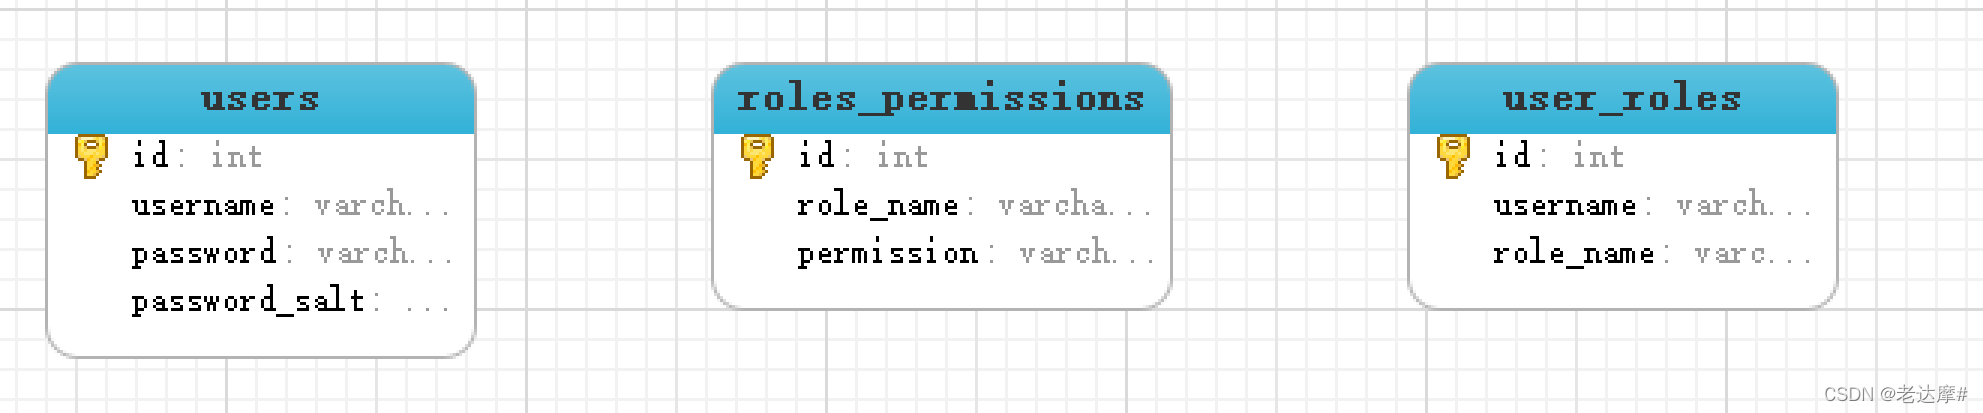 users
id: int
username: varch...
password: varch...
password_salt: ...
roles_permissions
id: int
role_name: varcha...
permission: varch...
user_roles
id: int
username: varch...
role_name: varc...
CSDN @老达摩#